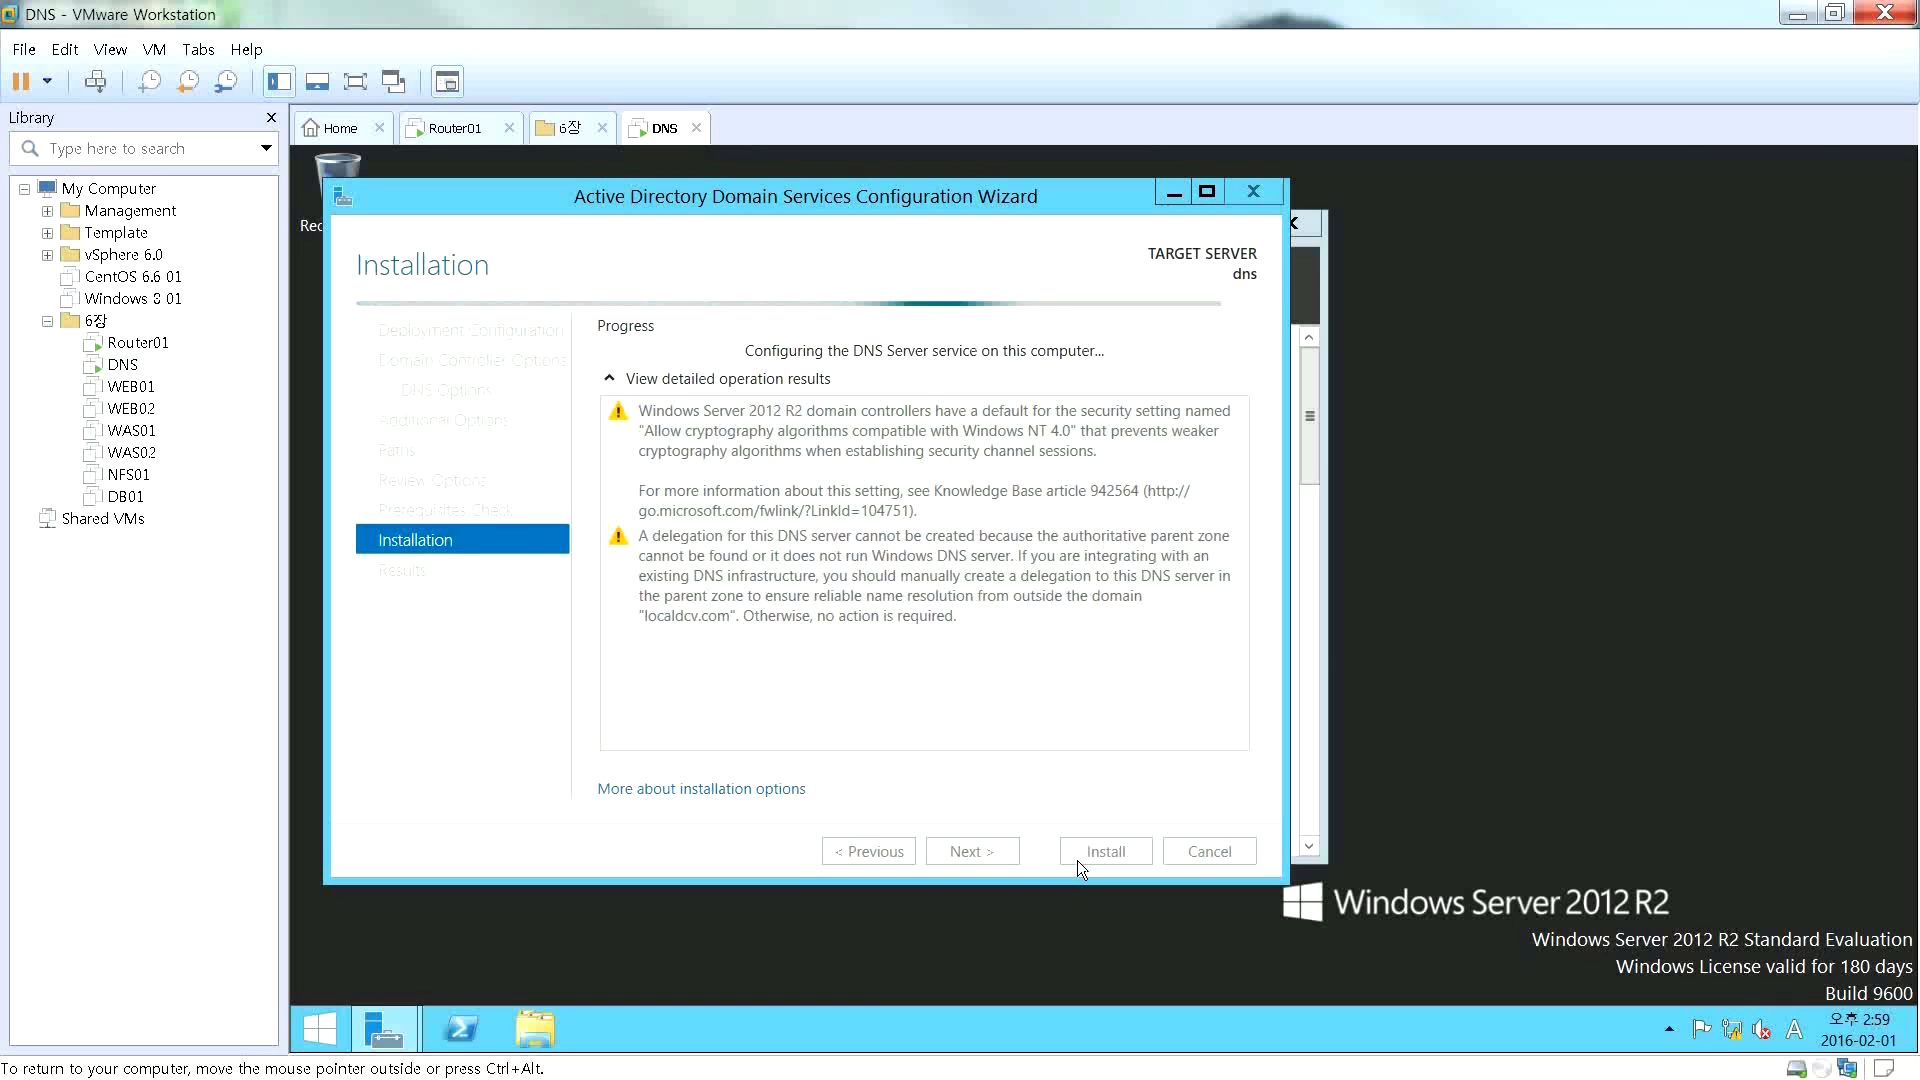 DNS - VMware Workstation
File Edit View VM Tabs Help
Library
Type here to search
My Computer
Management
Template
vSphere 6.0
CentOS 6.6 01
Windows 8 01
6장
Router01
DNS
WEB01
WEB02
WAS01
WAS02
NFS01
DB01
Shared VMs
Home
Router01
6장
DNS
Rec
Active Directory Domain Services Configuration Wizard
Installation
TARGET SERVER
dns
Deployment Configuration
Domain Controller Options
DNS Options
Additional Options
Paths
Review Options
Prerequisites Check
Installation
Results
Progress
Configuring the DNS Server service on this computer...
View detailed operation results
Windows Server 2012 R2 domain controllers have a default for the security setting named
"Allow cryptography algorithms compatible with Windows NT 4.0" that prevents weaker
cryptography algorithms when establishing security channel sessions.
For more information about this setting, see Knowledge Base article 942564 (http://
go.microsoft.com/fwlink/?LinkId=104751).
A delegation for this DNS server cannot be created because the authoritative parent zone
cannot be found or it does not run Windows DNS server. If you are integrating with an
existing DNS infrastructure, you should manually create a delegation to this DNS server in
the parent zone to ensure reliable name resolution from outside the domain
"localdcv.com". Otherwise, no action is required.
More about installation options
< Previous
Next >
Install
Cancel
Windows Server 2012 R2
Windows Server 2012 R2 Standard Evaluation
Windows License valid for 180 days
Build 9600
A
오후 2:59
2016-02-01
To return to your computer, move the mouse pointer outside or press Ctrl+Alt.